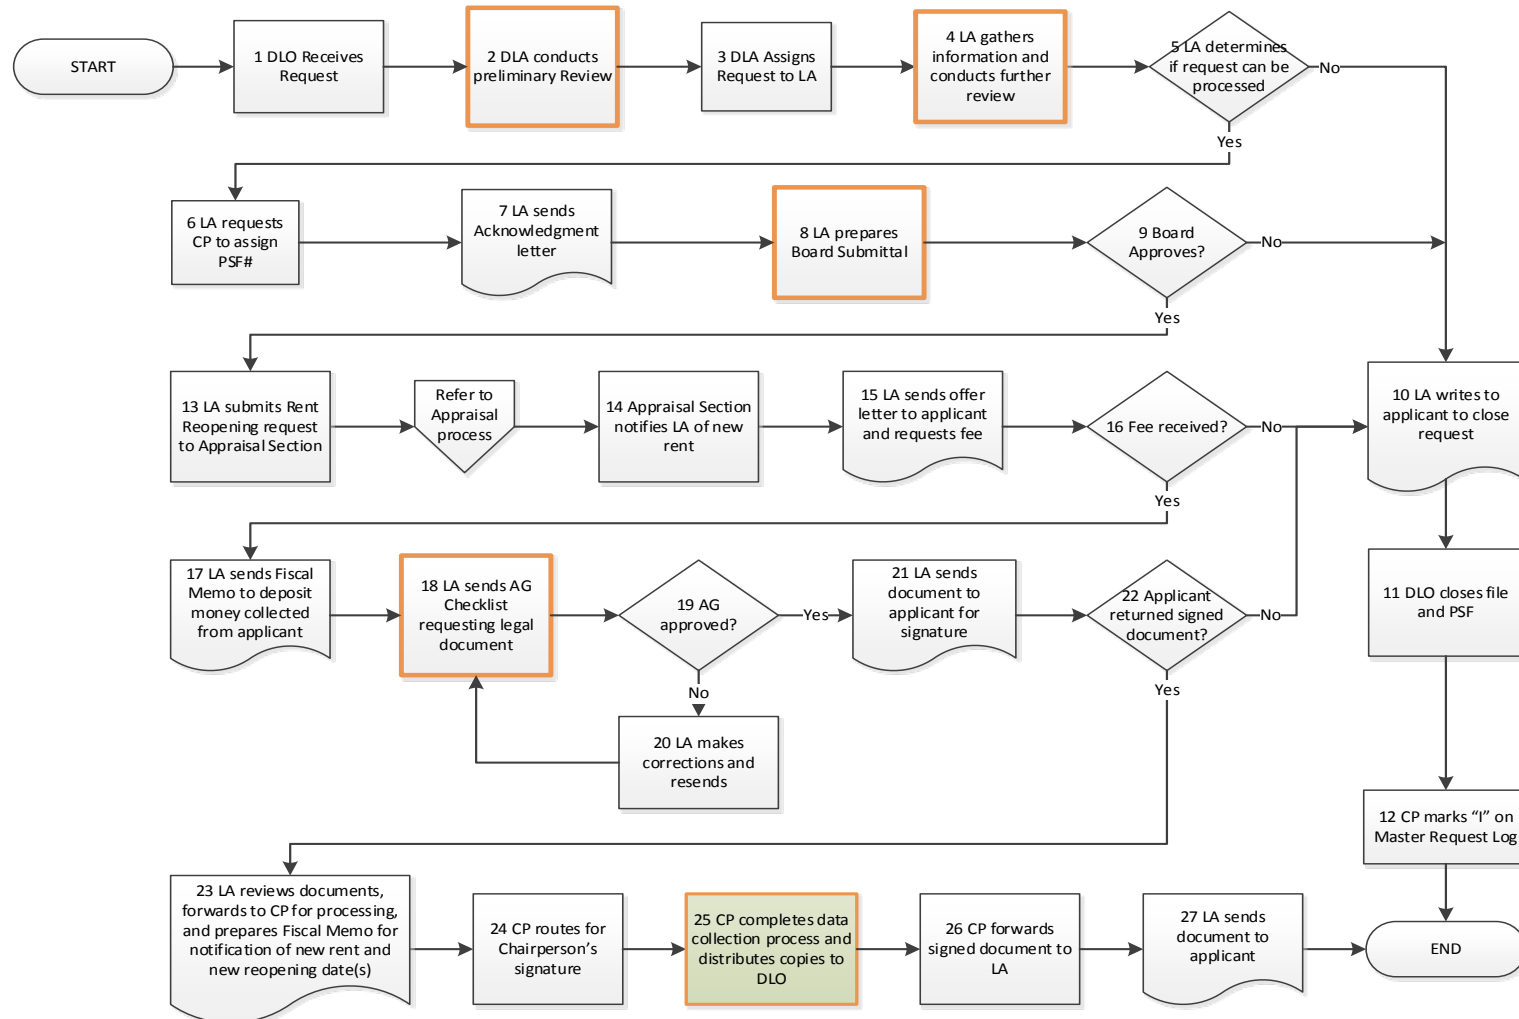 START
1 DLO Receives
Request
2 DLA conducts
preliminary Review
3 DLA Assigns
Request to LA
4 LA gathers
information and
conducts further
review
5 LA determines
if request can be
processed
No
Yes
6 LA requests
CP to assign
PSF#
7 LA sends
Acknowledgment
letter
8 LA prepares
Board Submittal
9 Board
Approves?
No
Yes
13 LA submits Rent
Reopening request
to Appraisal Section
Refer to
Appraisal
process
14 Appraisal Section
notifies LA of new
rent
15 LA sends offer
letter to applicant
and requests fee
16 Fee received?
No
Yes
10 LA writes to
applicant to close
request
17 LA sends Fiscal
Memo to deposit
money collected
from applicant
18 LA sends AG
Checklist
requesting legal
document
19 AG
approved?
Yes
No
20 LA makes
corrections and
resends
21 LA sends
document to
applicant for
signature
22 Applicant
returned signed
document?
No
Yes
11 DLO closes file
and PSF
12 CP marks “I” on
Master Request Log
23 LA reviews documents,
forwards to CP for processing,
and prepares Fiscal Memo for
notification of new rent and
new reopening date(s)
24 CP routes for
Chairperson’s
signature
25 CP completes data
collection process and
distributes copies to
DLO
26 CP forwards
signed document to
LA
27 LA sends
document to
applicant
END